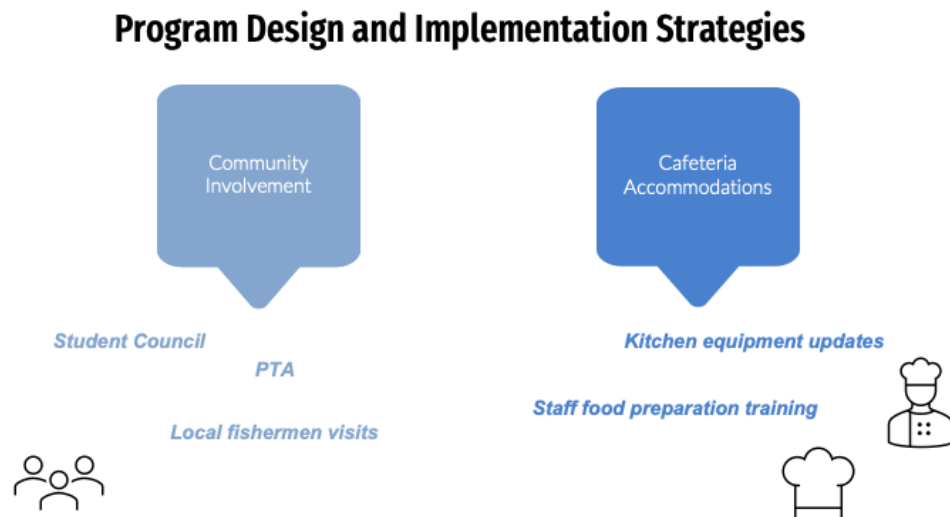 Program Design and Implementation Strategies
Community
Involvement
Student Council
PTA
Local fishermen visits
Cafeteria
Accommodations
Kitchen equipment updates
Staff food preparation training